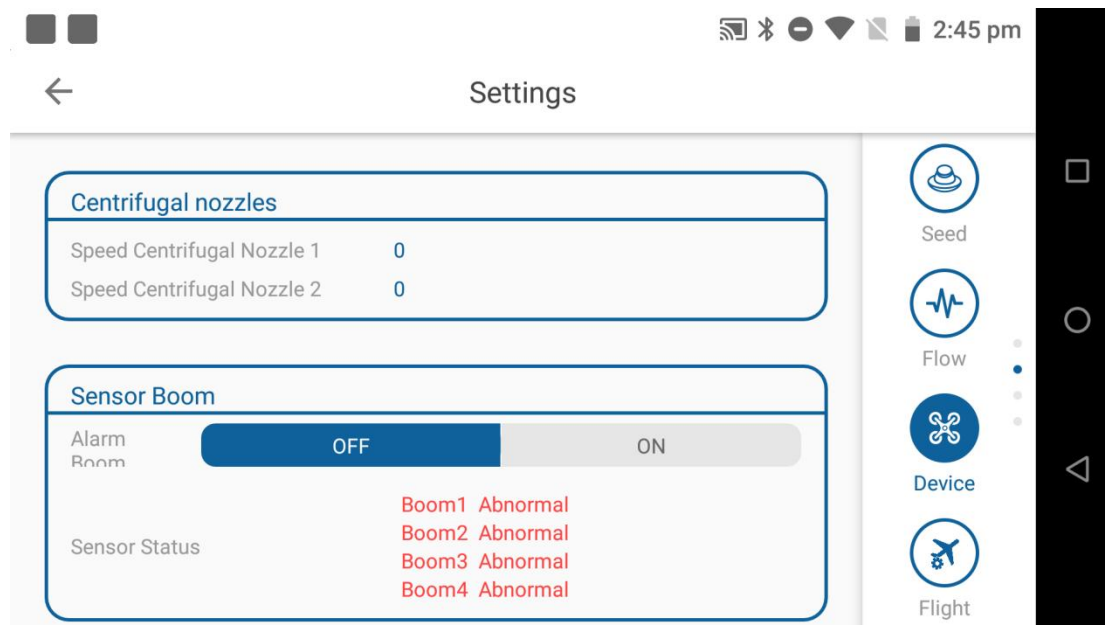 2:45 pm
Settings
Centrifugal nozzles
Speed Centrifugal Nozzle 1 0
Speed Centrifugal Nozzle 2 0
Sensor Boom
Alarm
Boom
OFF
ON
Boom1 Abnormal
Boom2 Abnormal
Sensor Status
Boom3 Abnormal
Boom4 Abnormal
Seed
Flow
Device
Flight